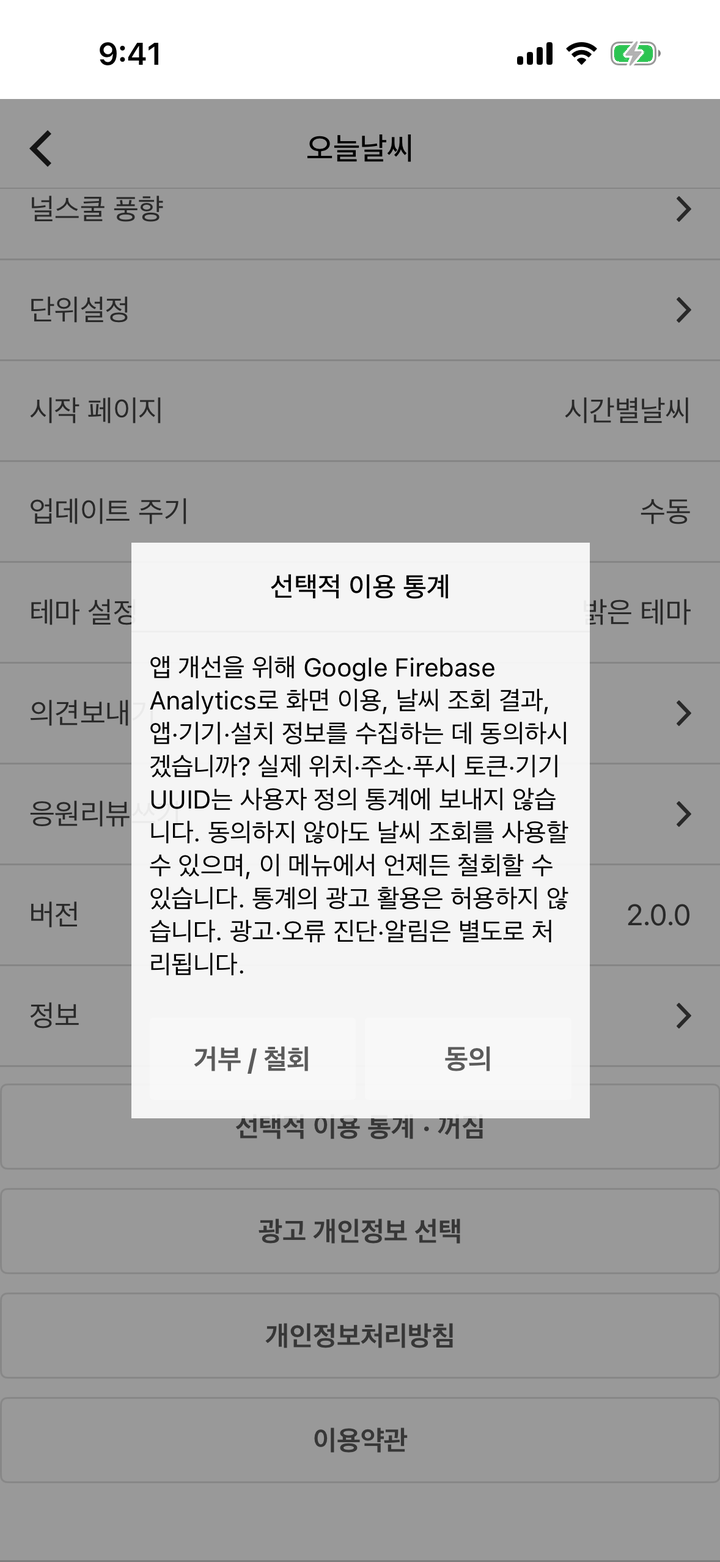 9:41
오늘날씨
널스쿨 풍향
단위설정
시작 페이지 시간별날씨
업데이트 주기 수동
테마 설정 밝은 테마
의견보내기
응원리뷰쓰기
버전 2.0.0
정보
선택적 이용 통계
앱 개선을 위해 Google Firebase
Analytics로 화면 이용, 날씨 조회 결과,
앱·기기·설치 정보를 수집하는 데 동의하시
겠습니까? 실제 위치·주소·푸시 토큰·기기
UUID는 사용자 정의 통계에 보내지 않습
니다. 동의하지 않아도 날씨 조회를 사용할
수 있으며, 이 메뉴에서 언제든 철회할 수
있습니다. 통계의 광고 활용은 허용하지 않
습니다. 광고·오류 진단·알림은 별도로 처
리됩니다.
거부 / 철회 동의
선택적 이용 통계 · 꺼짐
광고 개인정보 선택
개인정보처리방침
이용약관